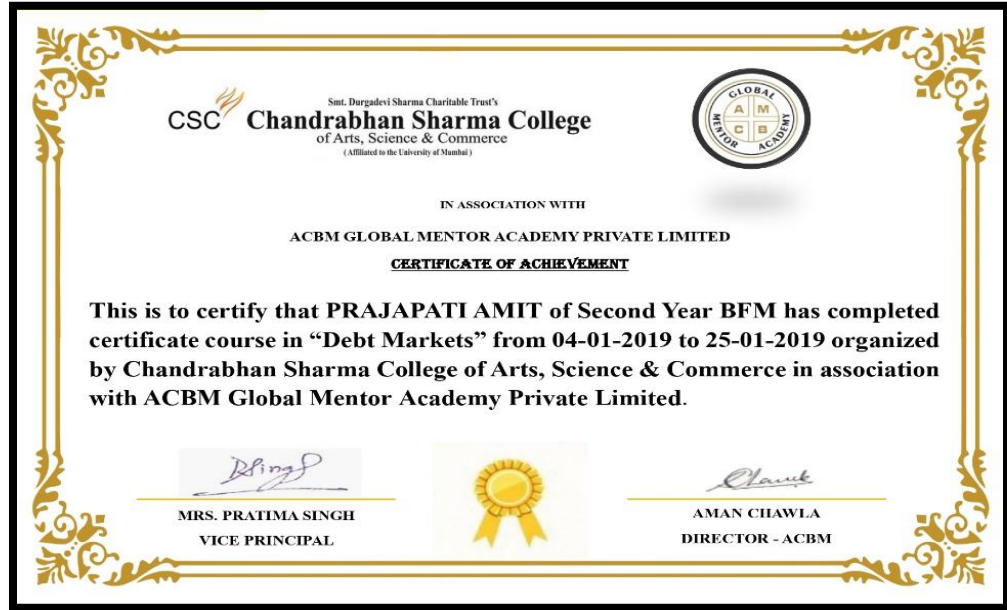 Smt. Durgadevi Sharma Charitable Trust's
CSC Chandrabhan Sharma College
of Arts, Science & Commerce
(Affiliated to the University of Mumbai)
GLOBAL
A M
C B
MENTOR ACADEMY
IN ASSOCIATION WITH
ACBM GLOBAL MENTOR ACADEMY PRIVATE LIMITED
CERTIFICATE OF ACHIEVEMENT
This is to certify that PRAJAPATI AMIT of Second Year BFM has completed
certificate course in “Debt Markets” from 04-01-2019 to 25-01-2019 organized
by Chandrabhan Sharma College of Arts, Science & Commerce in association
with ACBM Global Mentor Academy Private Limited.
MRS. PRATIMA SINGH
VICE PRINCIPAL
AMAN CHAWLA
DIRECTOR - ACBM